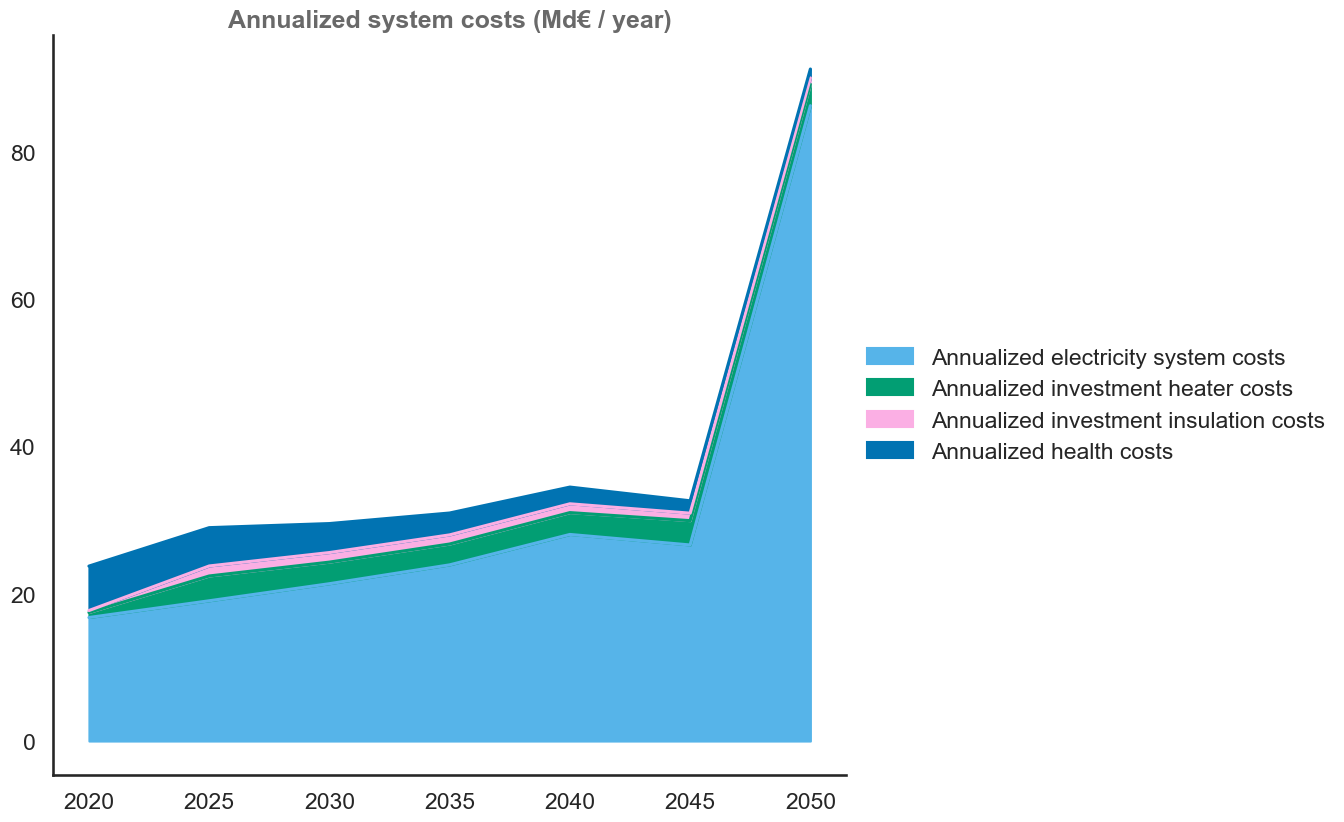 Annualized system costs (Md€ / year)
80
60
40
20
0
2020 2025 2030 2035 2040 2045 2050
Annualized electricity system costs
Annualized investment heater costs
Annualized investment insulation costs
Annualized health costs